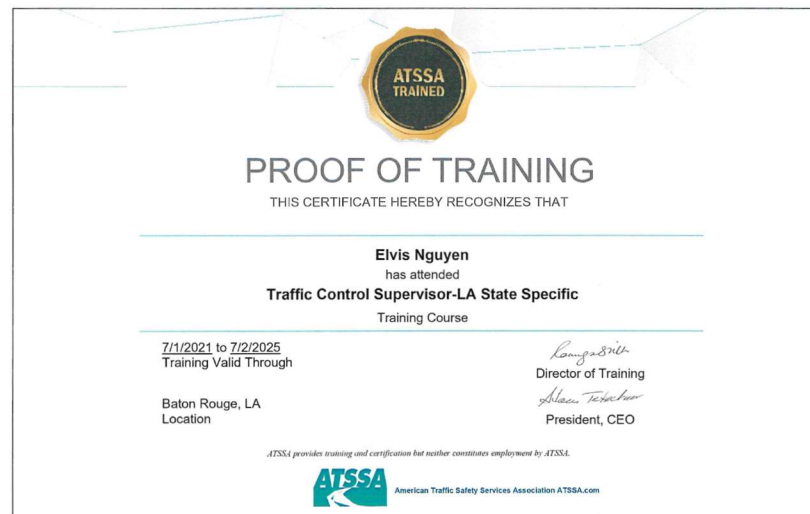 ATSSA
TRAINED
PROOF OF TRAINING
THIS CERTIFICATE HEREBY RECOGNIZES THAT
Elvis Nguyen
has attended
Traffic Control Supervisor-LA State Specific
Training Course
7/1/2021 to 7/2/2025
Training Valid Through
Director of Training
Baton Rouge, LA
Location
President, CEO
ATSSA provides training and certification but neither constitutes employment by ATSSA.
ATSSA
American Traffic Safety Services Association ATSSA.com